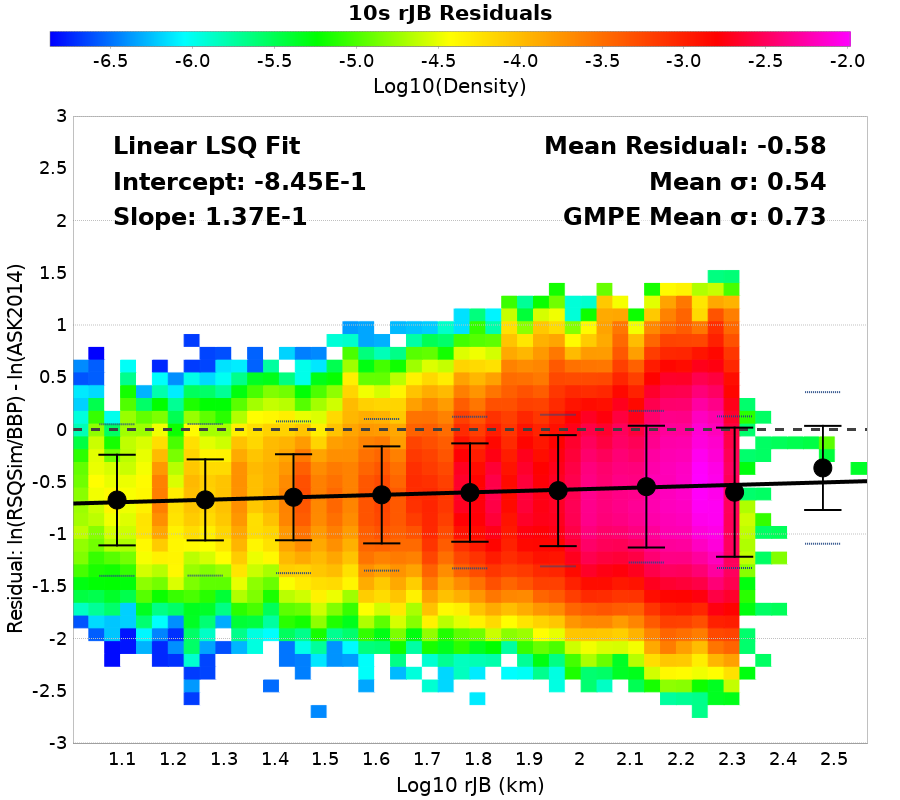 10s rJB Residuals
-6.5 -6.0 -5.5 -5.0 -4.5 -4.0 -3.5 -3.0 -2.5 -2.0
Log10(Density)
Linear LSQ Fit
Intercept: -8.45E-1
Slope: 1.37E-1
Mean Residual: -0.58
Mean σ: 0.54
GMPE Mean σ: 0.73
Residual: ln(RSQSim/BBP) - ln(ASK2014)
3
2.5
2
1.5
1
0.5
0
-0.5
-1
-1.5
-2
-2.5
-3
1.1 1.2 1.3 1.4 1.5 1.6 1.7 1.8 1.9 2 2.1 2.2 2.3 2.4 2.5
Log10 rJB (km)